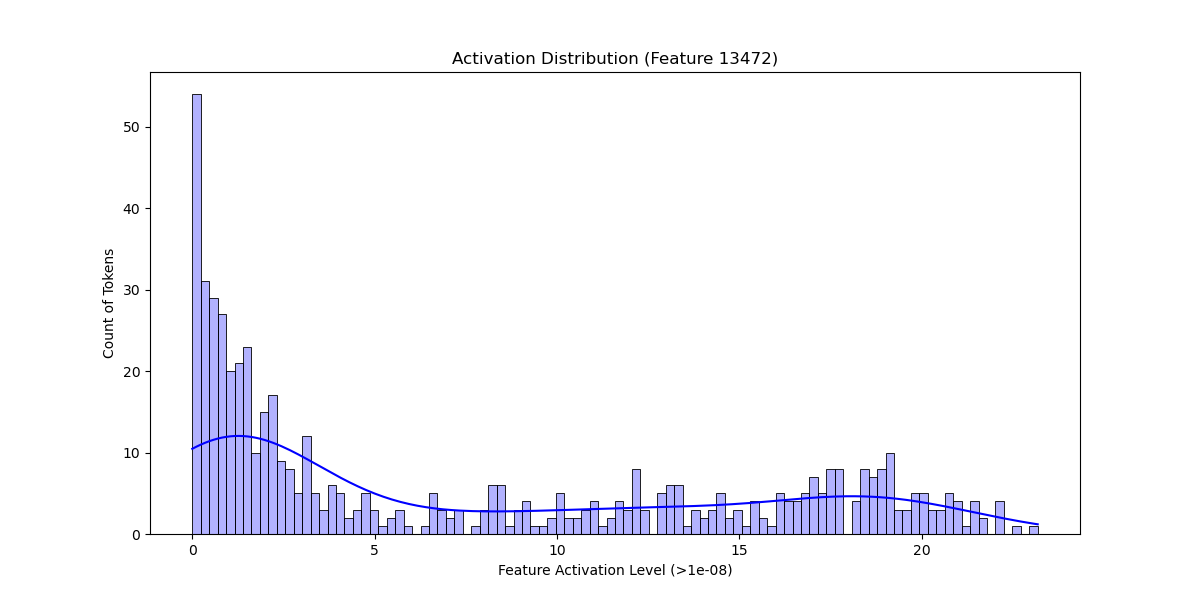 Activation Distribution (Feature 13472)
Count of Tokens
50
40
30
20
10
0
0 5 10 15 20
Feature Activation Level (>1e-08)